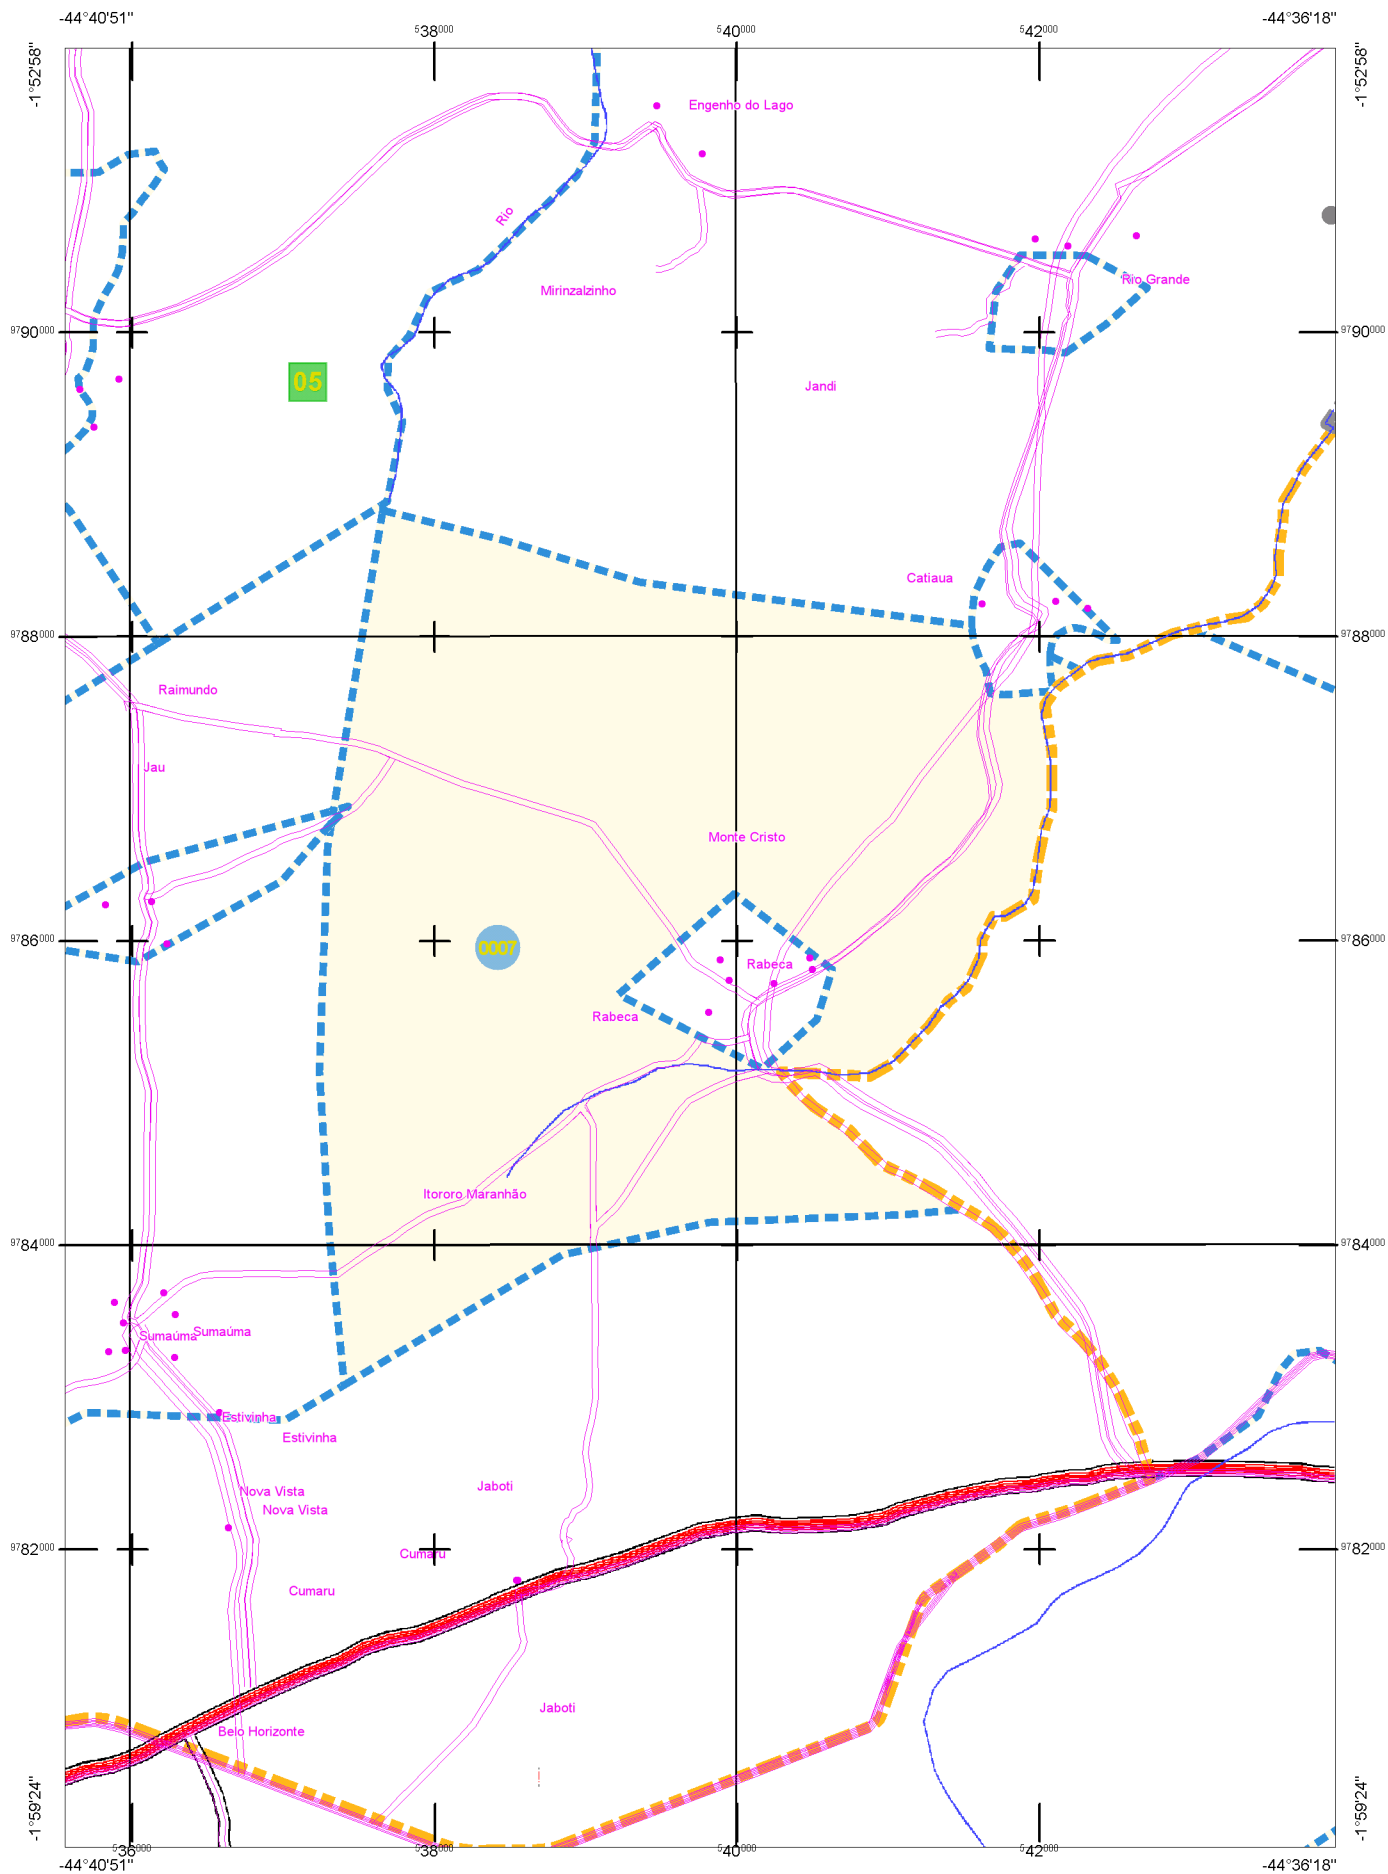 -44°40'51"
-44°36'18"
538000
540000
542000
-1°52'58"
-1°52'58"
Engenho do Lago
Rio
Rio Grande
Mirinzalzinho
9790000
9790000
05
Jandi
Catiaua
9788000
9788000
Raimundo
Jau
Monte Cristo
9786000
9786000
0007
Rabeca
Rabeca
Itororo Maranhão
9784000
9784000
Sumaúma
Sumaúma
Estivinha
Estivinha
Jaboti
Nova Vista
Nova Vista
9782000
9782000
Cumaru
Cumaru
Jaboti
Belo Horizonte
-1°59'24"
-1°59'24"
536000
538000
540000
542000
-44°40'51"
-44°36'18"